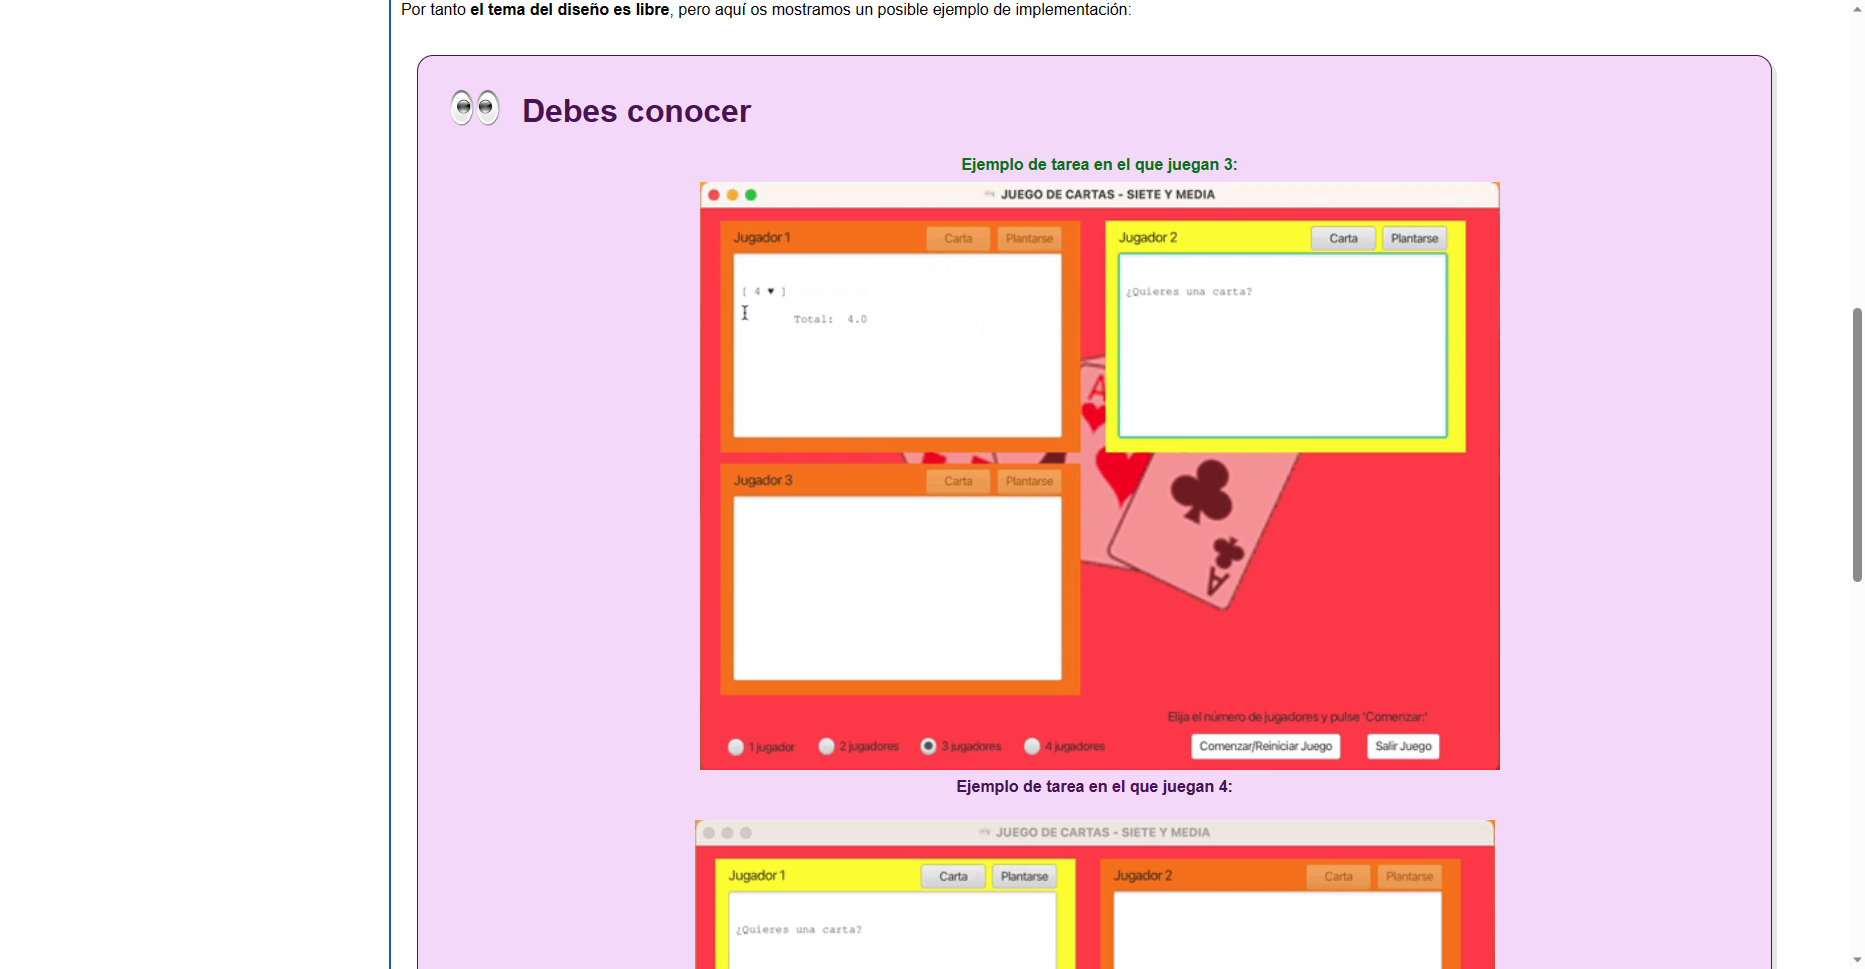 Por tanto el tema del diseño es libre, pero aquí os mostramos un posible ejemplo de implementación:
Debes conocer
Ejemplo de tarea en el que juegan 3:
JUEGO DE CARTAS - SIETE Y MEDIA
Jugador 1 Carta Plantarse
[ 4 ♥ ]
Total: 4.0
Jugador 2 Carta Plantarse
¿Quieres una carta?
A
A
Jugador 3 Carta Plantarse
Elija el número de jugadores y pulse 'Comenzar:'
1 jugador 2 jugadores 3 jugadores 4 jugadores Comenzar/Reiniciar Juego Salir Juego
Ejemplo de tarea en el que juegan 4:
JUEGO DE CARTAS - SIETE Y MEDIA
Jugador 1 Carta Plantarse
¿Quieres una carta?
Jugador 2 Carta Plantarse